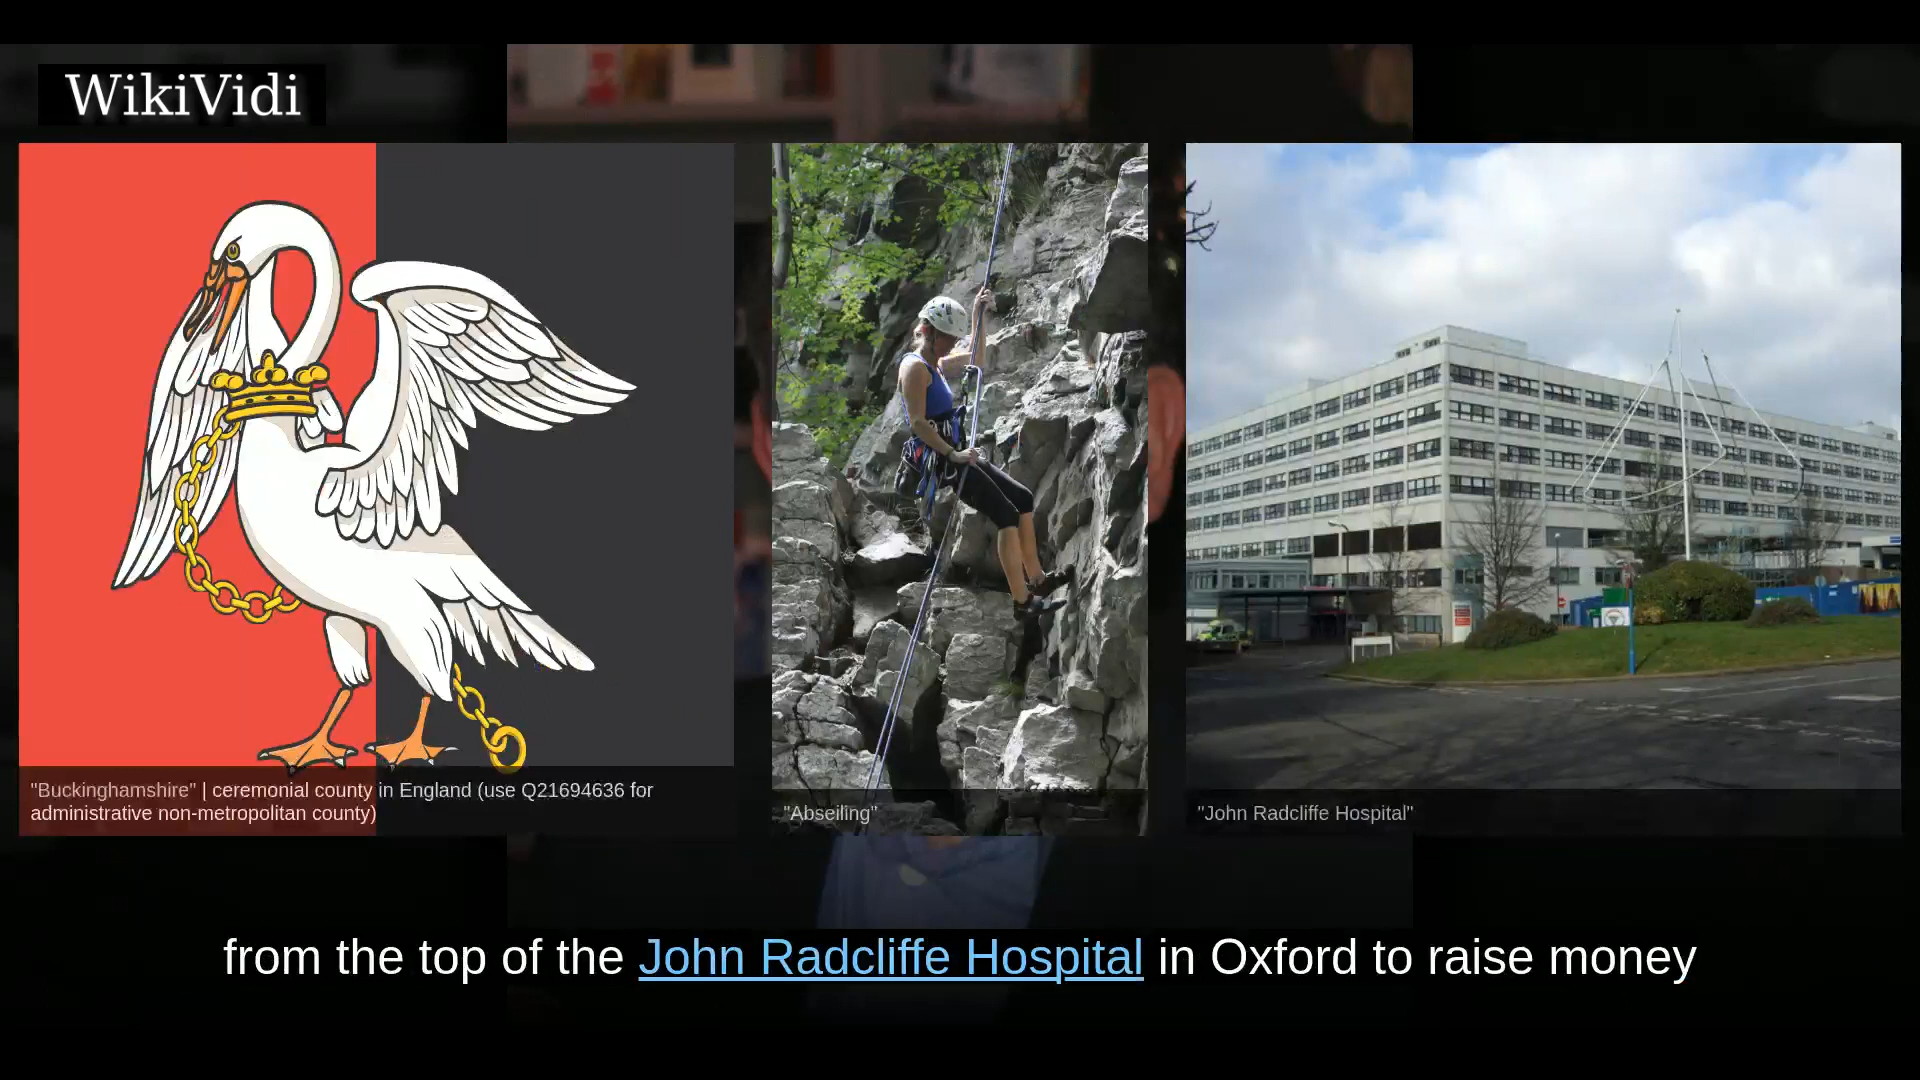 WikiVidi
"Buckinghamshire" | ceremonial county in England (use Q21694636 for
administrative non-metropolitan county)
"Abseiling"
"John Radcliffe Hospital"
from the top of the John Radcliffe Hospital in Oxford to raise money